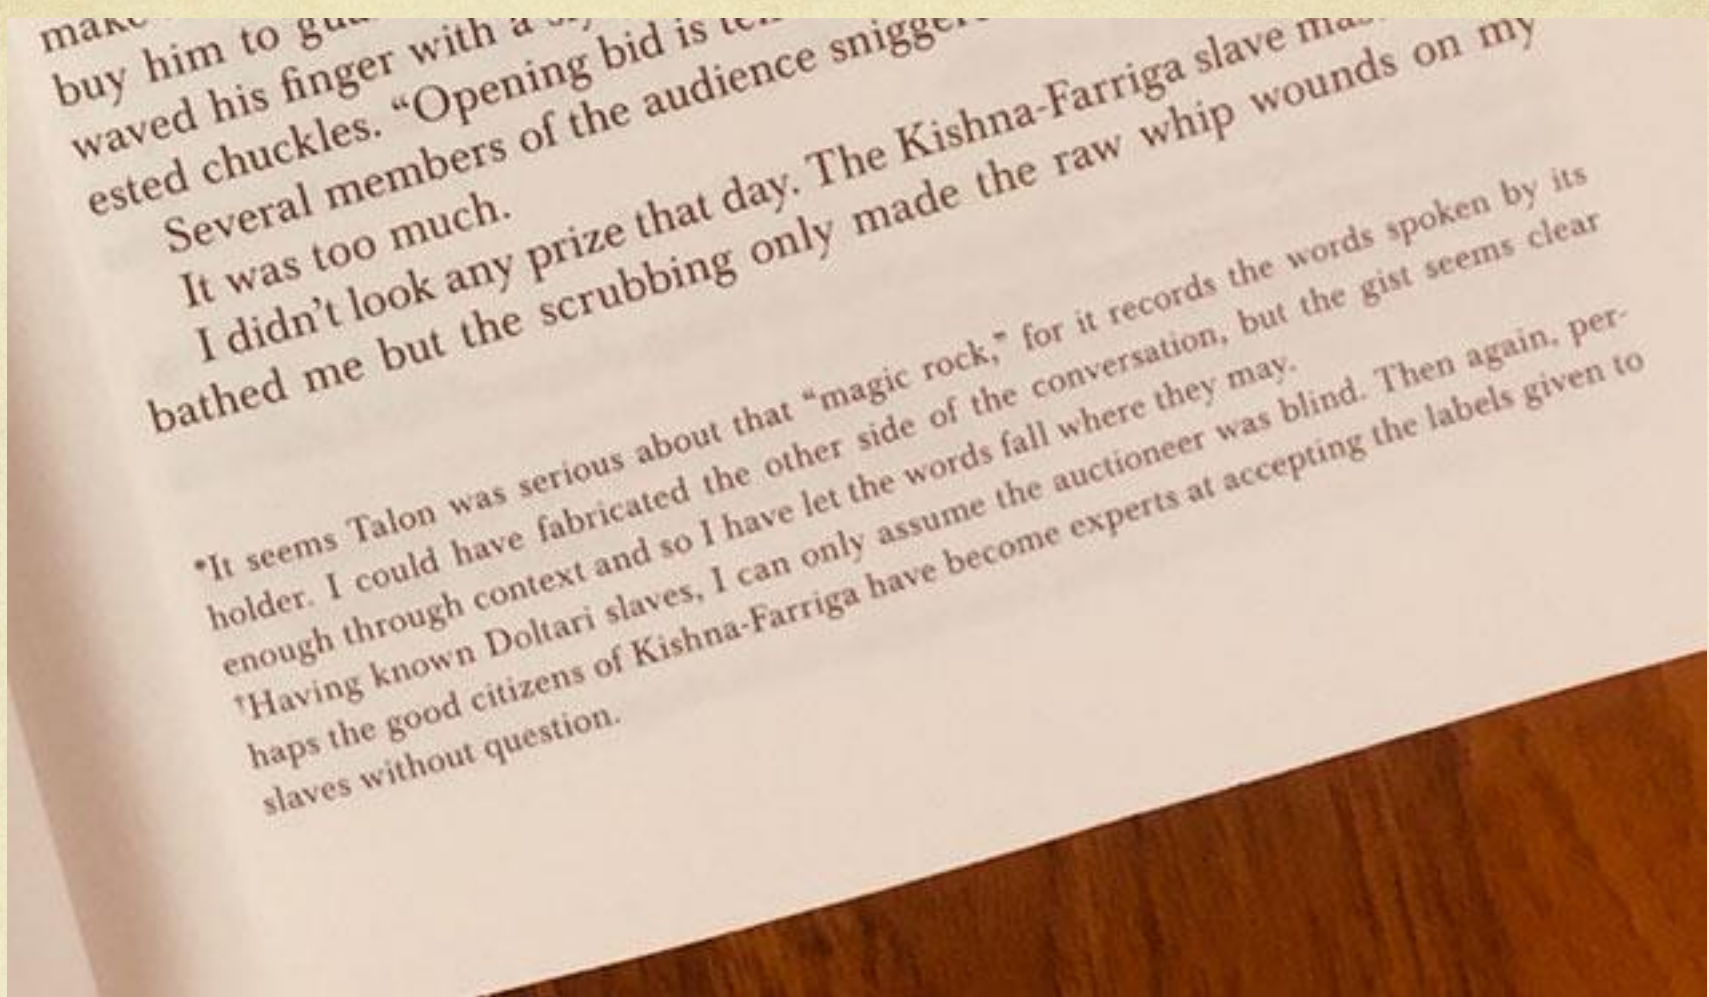 buy him to
waved his finger with a
ested chuckles. “Opening bid is
Several members of the audience
It was too much.
I didn’t look any prize that day. The Kishna-Farriga slave
bathed me but the scrubbing only made the raw whip wounds on my
*It seems Talon was serious about that “magic rock,” for it records the words spoken by its
holder. I could have fabricated the other side of the conversation, but the gist seems clear
enough through context and so I have let the words fall where they may.
†Having known Doltari slaves, I can only assume the auctioneer was blind. Then again, per-
haps the good citizens of Kishna-Farriga have become experts at accepting the labels given to
slaves without question.